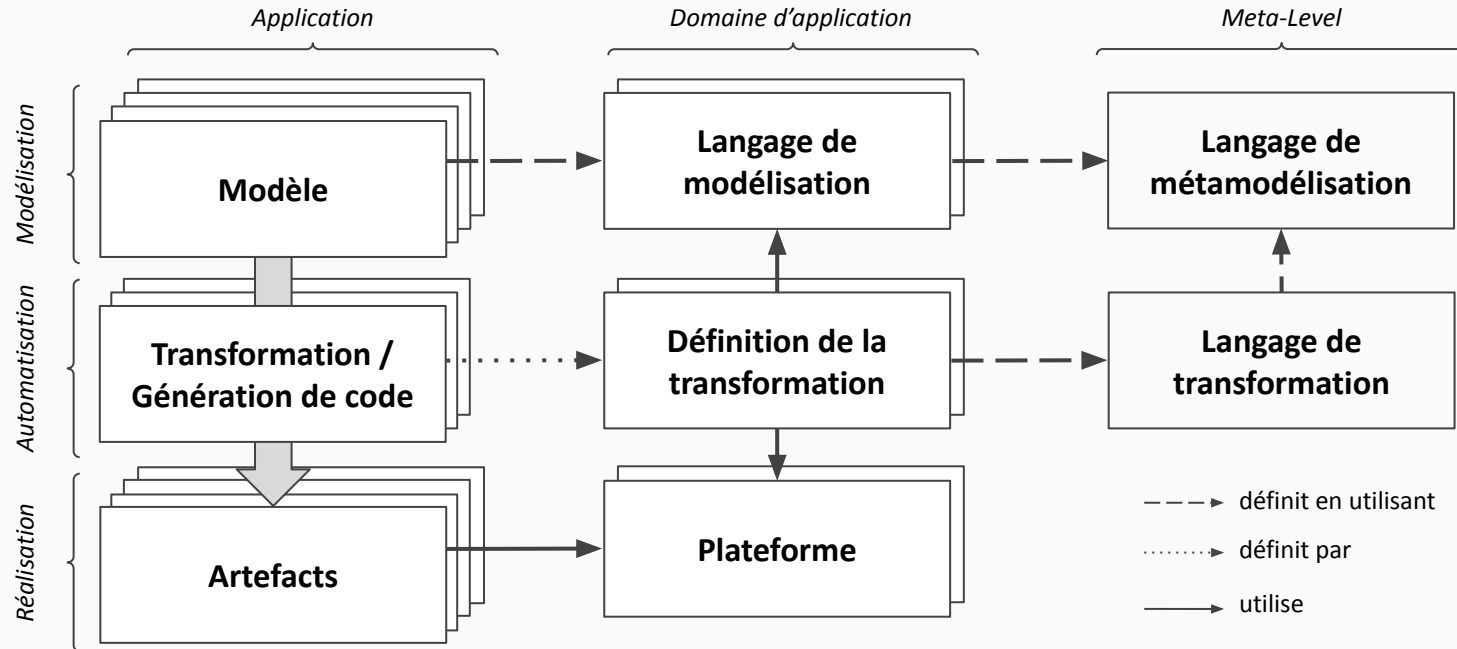 Application
Domaine d'application
Meta-Level
Modélisation
Modèle
Langage de
modélisation
Langage de
métamodélisation
Automatisation
Transformation /
Génération de code
Définition de la
transformation
Langage de
transformation
Réalisation
Artefacts
Plateforme
définit en utilisant
définit par
utilise